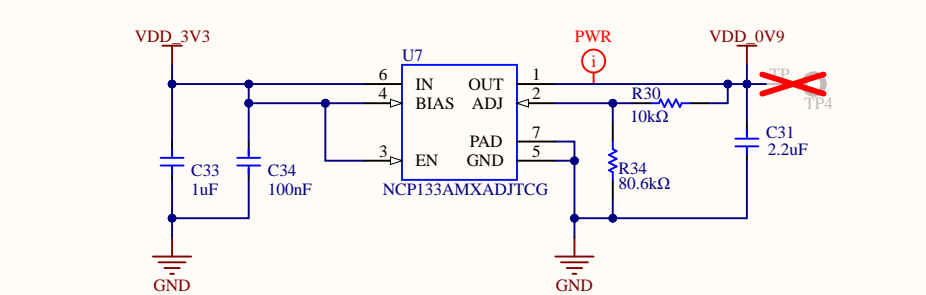 VDD_3V3
PWR
VDD_0V9
U7
6 IN OUT 1
4 BIAS ADJ 2
PAD 7
3 EN GND 5
NCP133AMXADJTCG
R30
10kΩ
TP
TP4
C33
1uF
C34
100nF
R34
80.6kΩ
C31
2.2uF
i
GND
GND